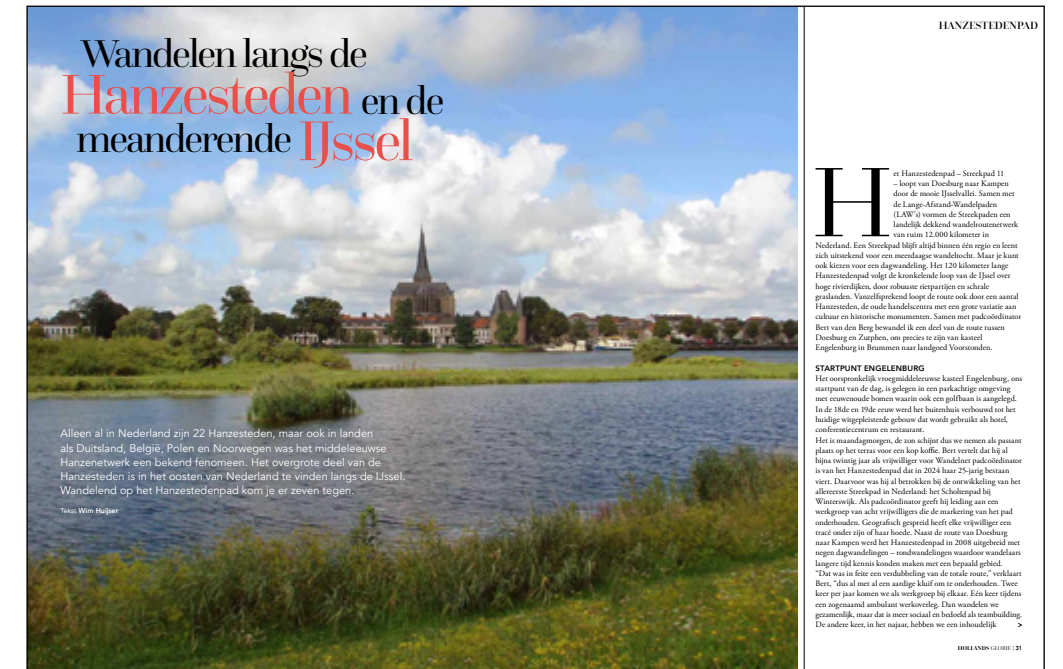 Wandelen langs de
Hanzesteden en de
meanderende IJssel
Alleen al in Nederland zijn 22 Hanzesteden, maar ook in landen
als Duitsland, België, Polen en Noorwegen was het middeleeuwse
Hanzenetwerk een bekend fenomeen. Het overgrote deel van de
Hanzesteden is in het oosten van Nederland te vinden langs de IJssel.
Wandelend op het Hanzestedenpad kom je er zeven tegen.
Tekst Wim Huijser
HANZESTEDENPAD
Het Hanzestedenpad – Streekpad 11
– loopt van Doesburg naar Kampen
door de mooie IJsselvallei. Samen met
de Lange-Afstand-Wandelpaden
(LAW's) vormen de Streekpaden een
landelijk dekkend wandelroutenetwerk
van ruim 12.000 kilometer in
Nederland. Een Streekpad blijft altijd binnen één regio en leent
zich uitstekend voor een meerdaagse wandeltocht. Maar je kunt
ook kiezen voor een dagwandeling. Het 120 kilometer lange
Hanzestedenpad volgt de kronkelende loop van de IJssel over
hoge rivierdijken, door robuuste rietpartijen en schrale
graslanden. Vanzelfsprekend loopt de route ook door een aantal
Hanzesteden, de oude handelscentra met een grote variatie aan
cultuur en historische monumenten. Samen met padcoördinator
Bert van den Berg bewandel ik een deel van de route tussen
Doesburg en Zutphen, om precies te zijn van kasteel
Engelenburg in Brummen naar landgoed Voorstonden.
STARTPUNT ENGELENBURG
Het oorspronkelijk vroegmiddeleeuwse kasteel Engelenburg, ons
startpunt van de dag, is gelegen in een parkachtige omgeving
met eeuwenoude bomen waarin ook een golfbaan is aangelegd.
In de 18de en 19de eeuw werd het buitenhuis verbouwd tot het
huidige witgepleisterde gebouw dat wordt gebruikt als hotel,
conferentiecentrum en restaurant.
Het is maandagmorgen, de zon schijnt dus we nemen als passant
plaats op het terras voor een kop koffie. Bert vertelt dat hij al
bijna twintig jaar als vrijwilliger voor Wandelnet padcoördinator
is van het Hanzestedenpad dat in 2024 haar 25-jarig bestaan
viert. Daarvoor was hij al betrokken bij de ontwikkeling van het
allereerste Streekpad in Nederland: het Scholtenpad bij
Winterswijk. Als padcoördinator geeft hij leiding aan een
werkgroep van acht vrijwilligers die de markering van het pad
onderhouden. Geografisch gespreid heeft elke vrijwilliger een
tracé onder zijn of haar hoede. Naast de route van Doesburg
naar Kampen werd het Hanzestedenpad in 2008 uitgebreid met
negen dagwandelingen – rondwandelingen waardoor wandelaars
langere tijd kennis konden maken met een bepaald gebied.
“Dat was in feite een verdubbeling van de totale route,” verklaart
Bert, “dus al met al een aardige kluif om te onderhouden. Twee
keer per jaar komen we als werkgroep bij elkaar. Eén keer tijdens
een zogenaamd ambulant werkoverleg. Dan wandelen we
gezamenlijk, maar dat is meer sociaal en bedoeld als teambuilding.
De andere keer, in het najaar, hebben we een inhoudelijk >
HOLLANDS GLORIE | 31